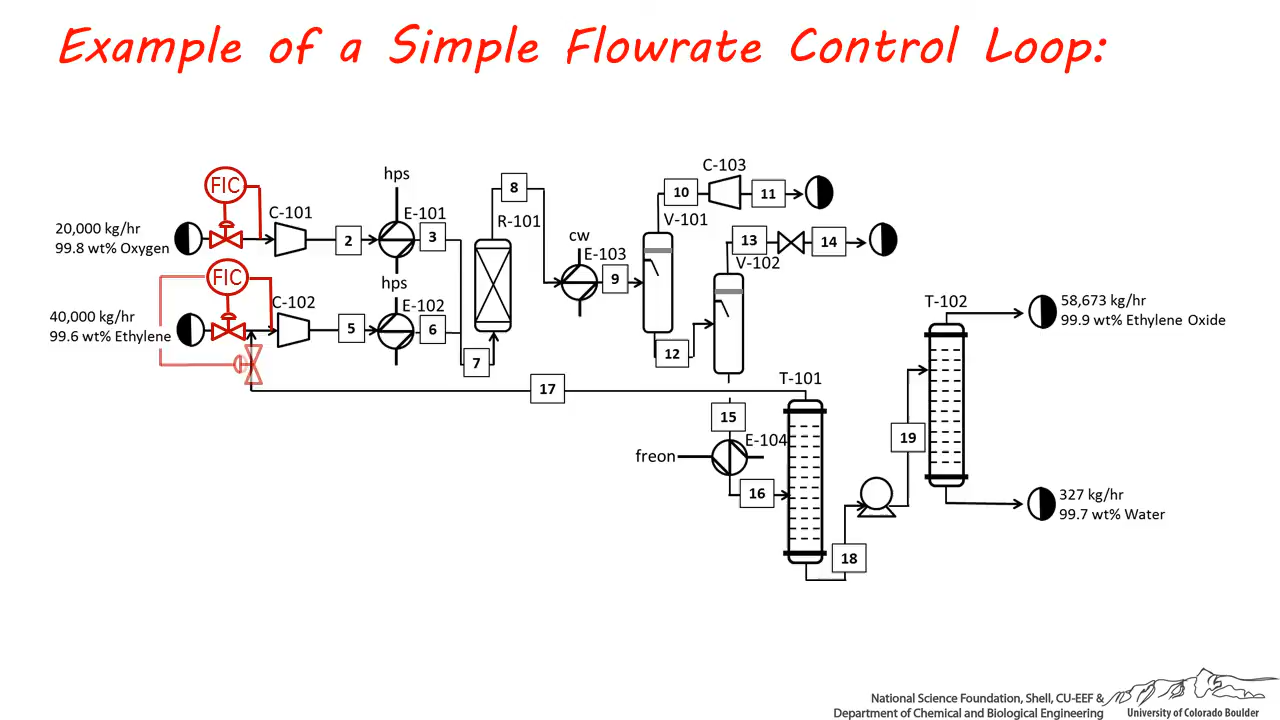 Example of a Simple Flowrate Control Loop:
hps
FIC
C-101
E-101
20,000 kg/hr
99.8 wt% Oxygen
2
3
8
R-101
cw
E-103
9
10
C-103
11
V-101
13
14
V-102
hps
FIC
C-102
E-102
40,000 kg/hr
99.6 wt% Ethylene
5
6
7
12
T-102
58,673 kg/hr
99.9 wt% Ethylene Oxide
17
T-101
15
E-104
freon
16
19
18
327 kg/hr
99.7 wt% Water
National Science Foundation, Shell, CU-EEF &
Department of Chemical and Biological Engineering
University of Colorado Boulder